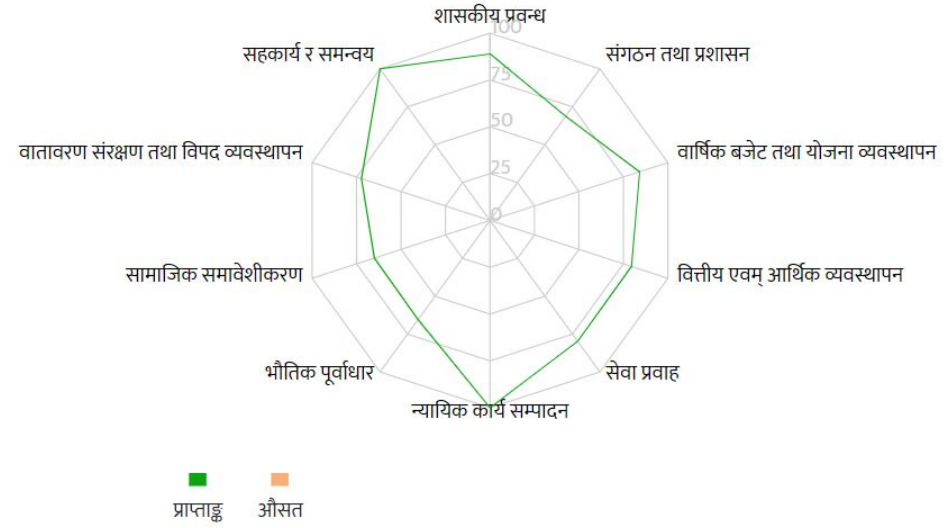 शासकीय प्रवन्ध
100
सहकार्य र समन्वय
संगठन तथा प्रशासन
75
50
वातावरण संरक्षण तथा विपद व्यवस्थापन
वार्षिक बजेट तथा योजना व्यवस्थापन
25
0
सामाजिक समावेशीकरण
वित्तीय एवम् आर्थिक व्यवस्थापन
भौतिक पूर्वाधार
सेवा प्रवाह
न्यायिक कार्य सम्पादन
प्राप्ताङ्क
औसत